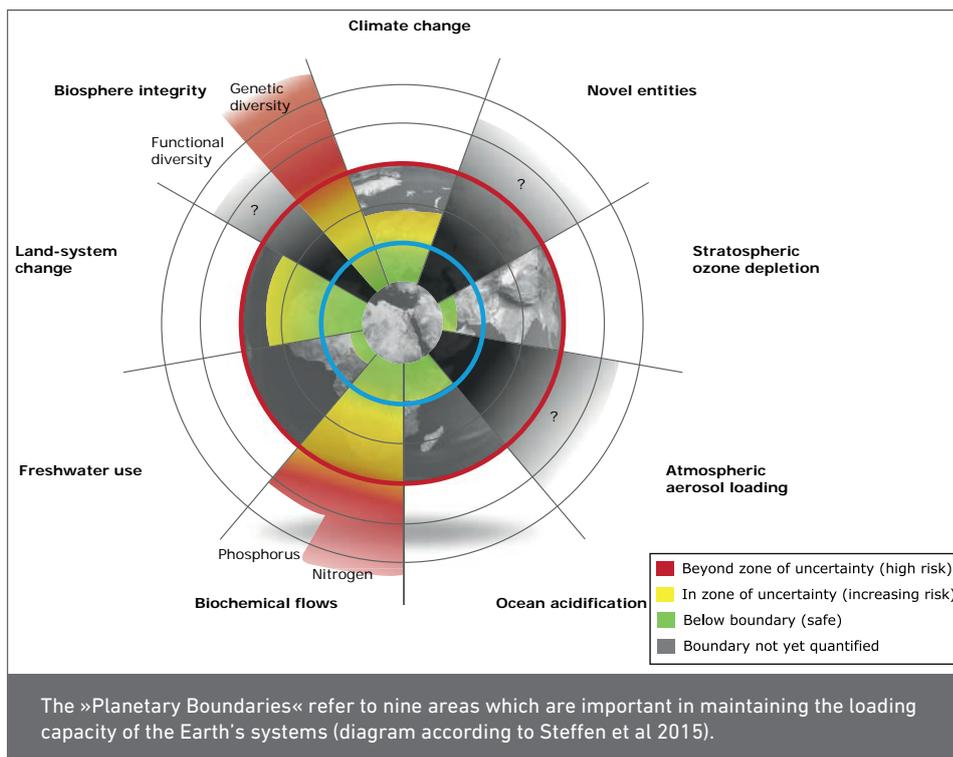 Climate change
Biosphere integrity
Genetic
diversity
Novel entities
Functional
diversity
?
?
Land-system
change
Stratospheric
ozone depletion
?
Freshwater use
Atmospheric
aerosol loading
Phosphorus
Nitrogen
Biochemical flows
Ocean acidification
Beyond zone of uncertainty (high risk)
In zone of uncertainty (increasing risk)
Below boundary (safe)
Boundary not yet quantified
The »Planetary Boundaries« refer to nine areas which are important in maintaining the loading
capacity of the Earth's systems (diagram according to Steffen et al 2015).